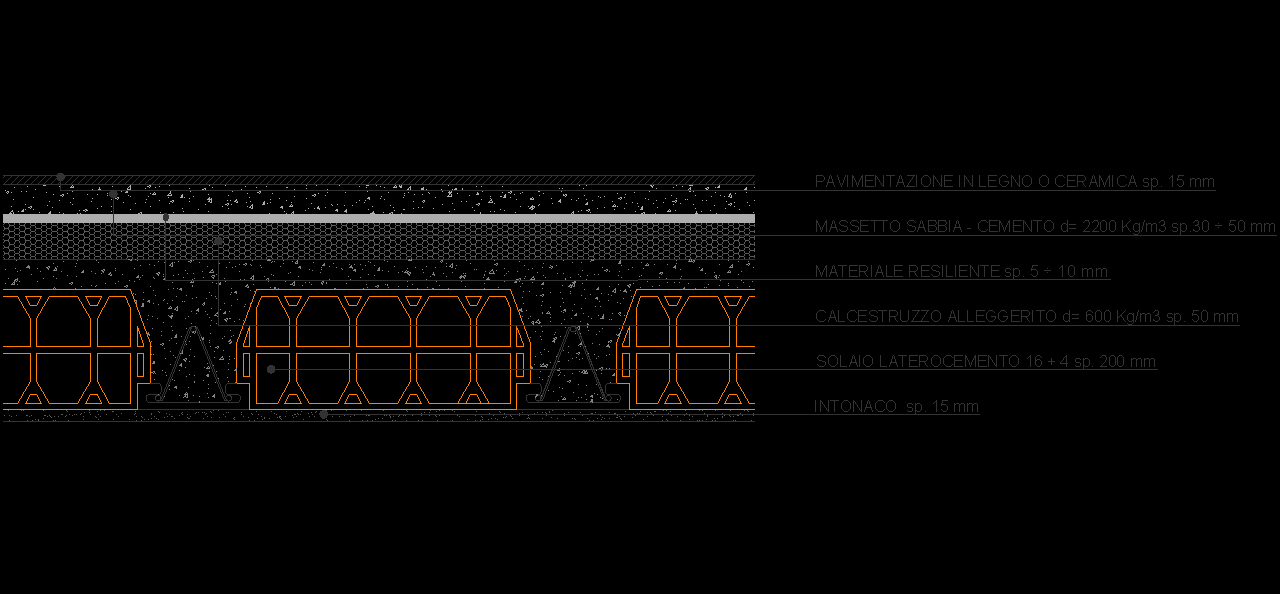 PAVIMENTAZIONE IN LEGNO O CERAMICA sp. 15 mm
MASSETTO SABBIA - CEMENTO d= 2200 Kg/m3 sp.30 ÷ 50 mm
MATERIALE RESILIENTE sp. 5 ÷ 10 mm
CALCESTRUZZO ALLEGGERITO d= 600 Kg/m3 sp. 50 mm
SOLAIO LATEROCEMENTO 16 + 4 sp. 200 mm
INTONACO sp. 15 mm